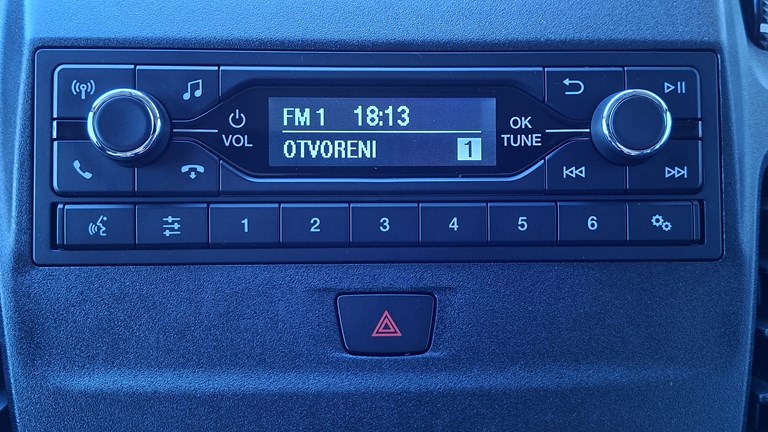 FM 1 18:13
OTVORENI 1
VOL
OK
TUNE
1 2 3 4 5 6